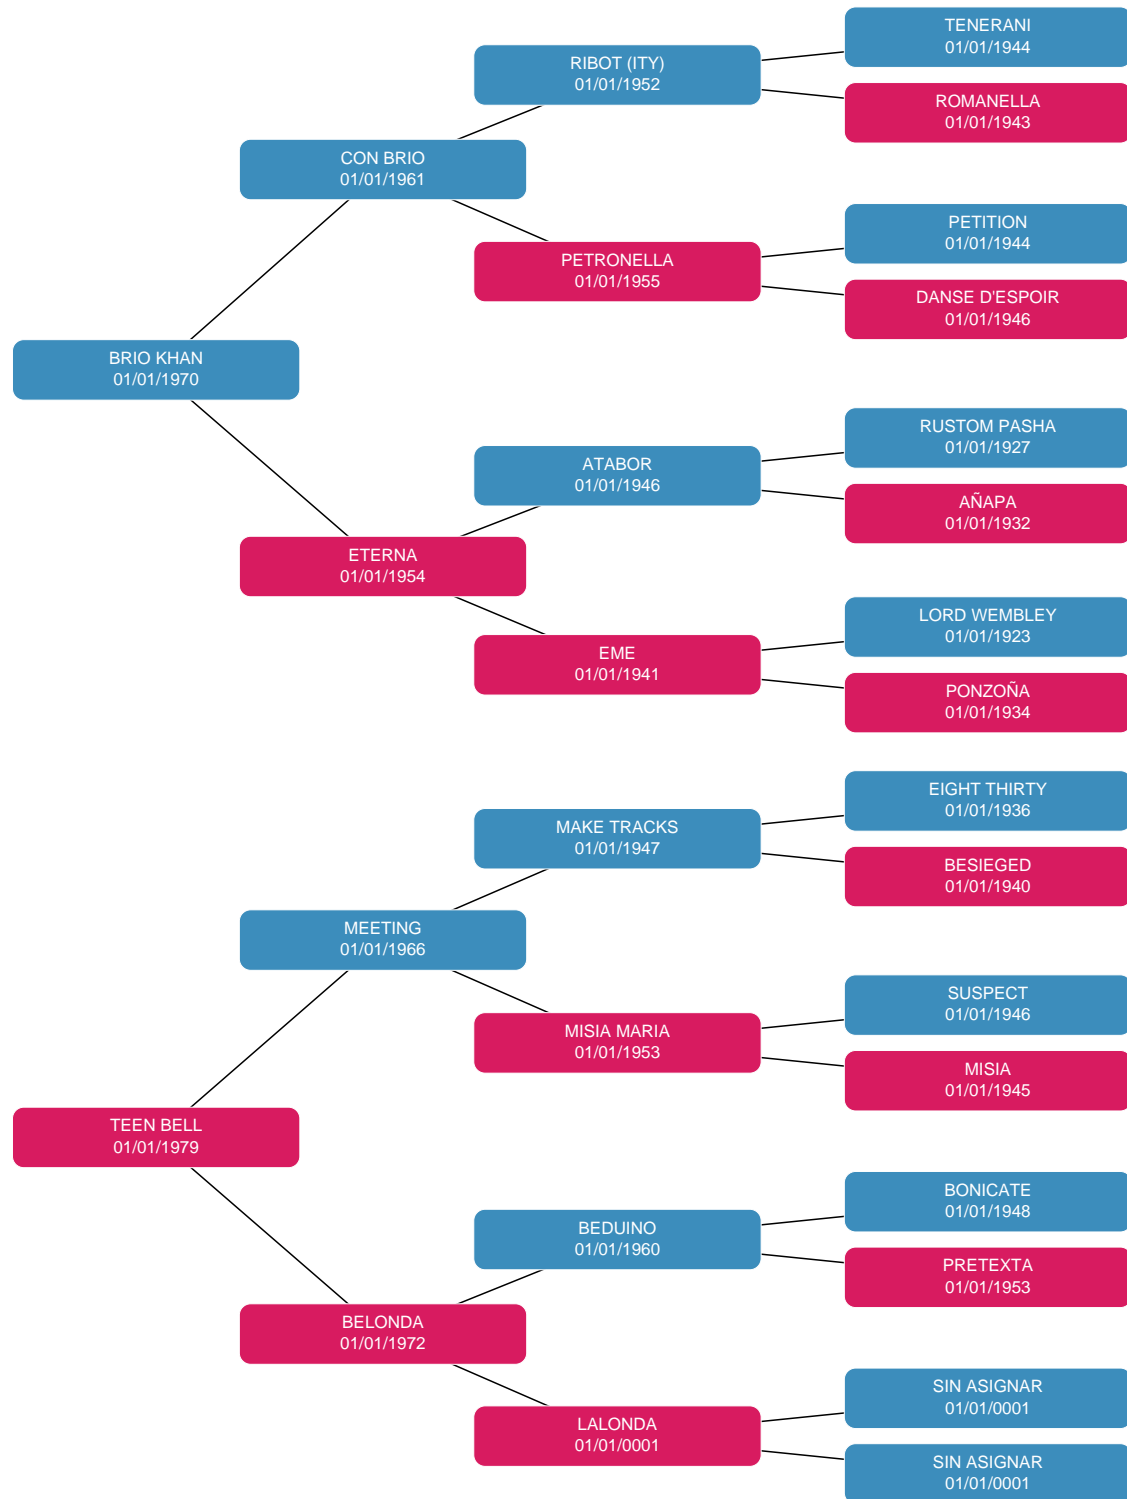 TENERANI
01/01/1944
RIBOT (ITY)
01/01/1952
ROMANELLA
01/01/1943
CON BRIO
01/01/1961
PETITION
01/01/1944
PETRONELLA
01/01/1955
DANSE D'ESPOIR
01/01/1946
BRIO KHAN
01/01/1970
RUSTOM PASHA
01/01/1927
ATABOR
01/01/1946
AÑAPA
01/01/1932
ETERNA
01/01/1954
LORD WEMBLEY
01/01/1923
EME
01/01/1941
PONZOÑA
01/01/1934
EIGHT THIRTY
01/01/1936
MAKE TRACKS
01/01/1947
BESIEGED
01/01/1940
MEETING
01/01/1966
SUSPECT
01/01/1946
MISIA MARIA
01/01/1953
MISIA
01/01/1945
TEEN BELL
01/01/1979
BONICATE
01/01/1948
BEDUINO
01/01/1960
PRETEXTA
01/01/1953
BELONDA
01/01/1972
SIN ASIGNAR
01/01/0001
LALONDA
01/01/0001
SIN ASIGNAR
01/01/0001